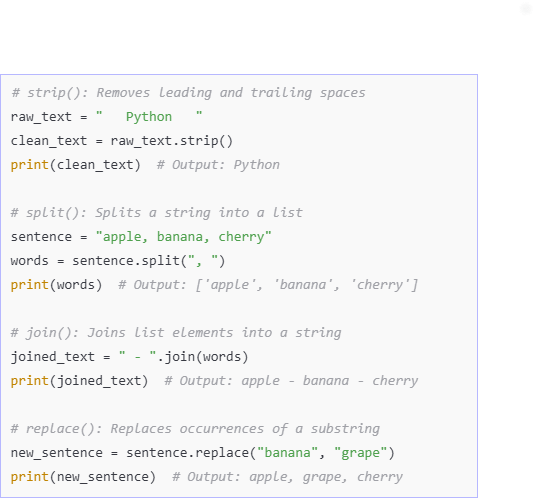 # strip(): Removes leading and trailing spaces
raw_text = "   Python   "
clean_text = raw_text.strip()
print(clean_text)  # Output: Python
# split(): Splits a string into a list
sentence = "apple, banana, cherry"
words = sentence.split(", ")
print(words)  # Output: ['apple', 'banana', 'cherry']
# join(): Joins list elements into a string
joined_text = " - ".join(words)
print(joined_text)  # Output: apple - banana - cherry
# replace(): Replaces occurrences of a substring
new_sentence = sentence.replace("banana", "grape")
print(new_sentence)  # Output: apple, grape, cherry